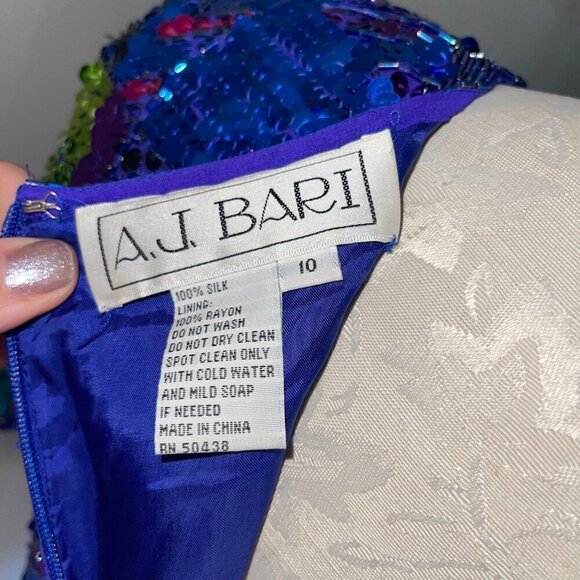 A.J. BARI
10
100% SILK
LINING:
100% RAYON
DO NOT WASH
DO NOT DRY CLEAN
SPOT CLEAN ONLY
WITH COLD WATER
AND MILD SOAP
IF NEEDED
MADE IN CHINA
RN 50438